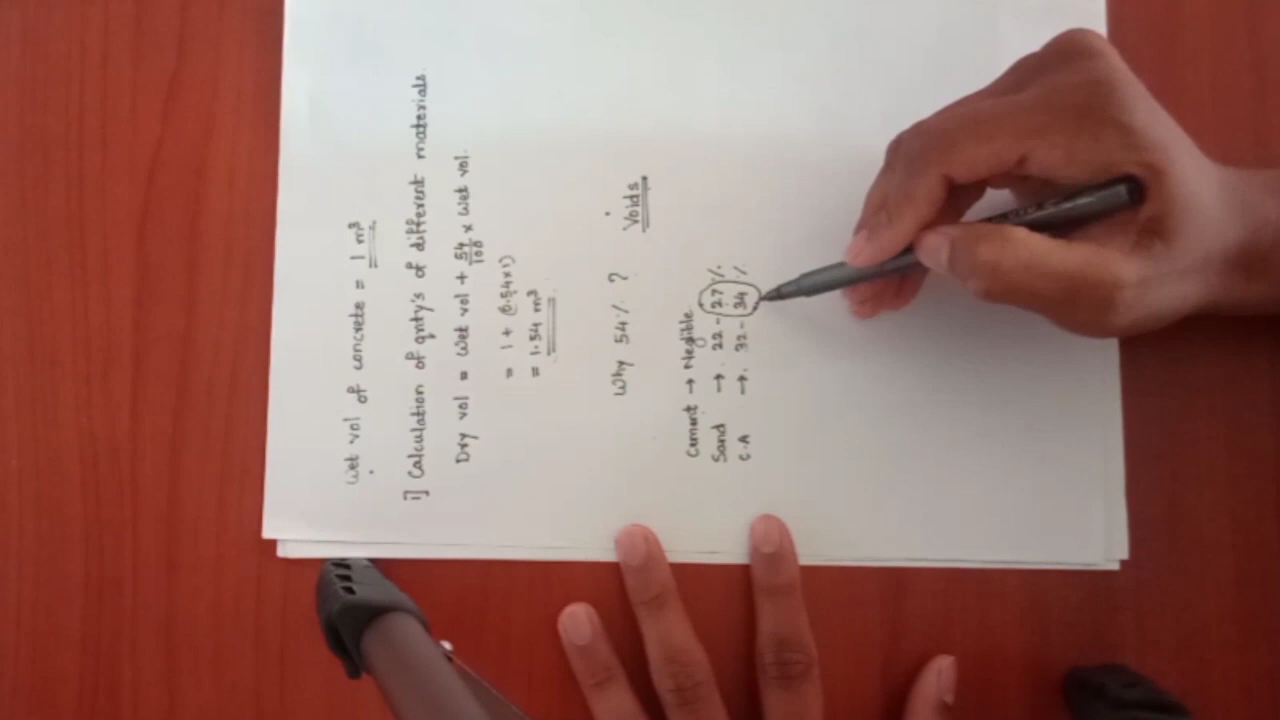 Wet vol of concrete = 1 m³
1] Calculation of qnty's of different materials.
Dry vol = Wet vol + 54/100 x Wet vol.
= 1 + (0.54x1)
= 1.54 m³
Why 54% ? Voids
Cement → Neglible
Sand → 22 - 27%
C.A → 32 - 34%